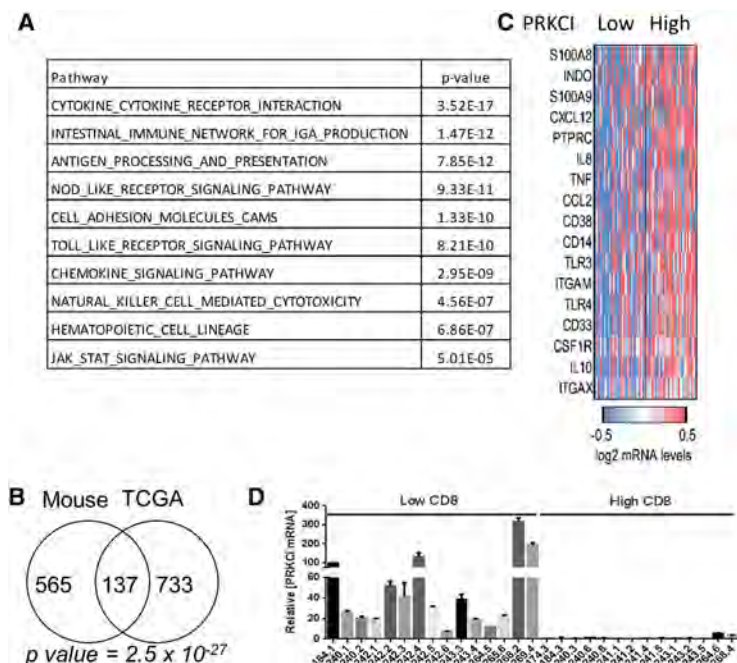 A
Pathway p-value
CYTOKINE_CYTOKINE_RECEPTOR_INTERACTION 3.52E-17
INTESTINAL_IMMUNE_NETWORK_FOR_IGA_PRODUCTION 1.47E-12
ANTIGEN_PROCESSING_AND_PRESENTATION 7.85E-12
NOD_LIKE_RECEPTOR_SIGNALING_PATHWAY 9.33E-11
CELL_ADHESION_MOLECULES_CAMS 1.33E-10
TOLL_LIKE_RECEPTOR_SIGNALING_PATHWAY 8.21E-10
CHEMOKINE_SIGNALING_PATHWAY 2.95E-09
NATURAL_KILLER_CELL_MEDIATED_CYTOTOXICITY 4.56E-07
HEMATOPOIETIC_CELL_LINEAGE 6.86E-07
JAK_STAT_SIGNALING_PATHWAY 5.01E-05
C PRKCI Low High
S100A8
INDO
S100A9
CXCL12
PTPRC
IL8
TNF
CCL2
CD38
CD14
TLR3
ITGAM
TLR4
CD33
CSF1R
IL10
ITGAX
-0.5 0.5
log2 mRNA levels
B
Mouse TCGA
565 137 733
p value = 2.5 x 10-27
D
Low CD8 High CD8
Relative [PRKCi mRNA]
400
300
200
100
60
40
20
0